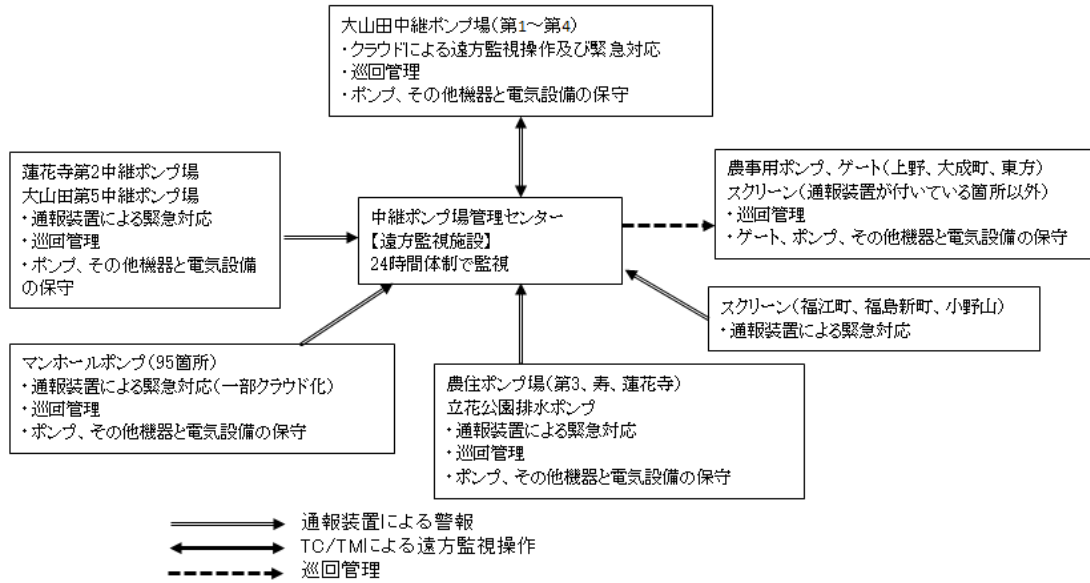 大山田中継ポンプ場(第1～第4)
・クラウドによる遠方監視操作及び緊急対応
・巡回管理
・ポンプ、その他機器と電気設備の保守
蓮花寺第2中継ポンプ場
大山田第5中継ポンプ場
・通報装置による緊急対応
・巡回管理
・ポンプ、その他機器と電気設備
の保守
中継ポンプ場管理センター
【遠方監視施設】
24時間体制で監視
農事用ポンプ、ゲート(上野、大成町、東方)
スクリーン(通報装置が付いている箇所以外)
・巡回管理
・ゲート、ポンプ、その他機器と電気設備の保守
スクリーン(福江町、福島新町、小野山)
・通報装置による緊急対応
マンホールポンプ(95箇所)
・通報装置による緊急対応(一部クラウド化)
・巡回管理
・ポンプ、その他機器と電気設備の保守
農住ポンプ場(第3、寿、蓮花寺)
立花公園排水ポンプ
・通報装置による緊急対応
・巡回管理
・ポンプ、その他機器と電気設備の保守
通報装置による警報
TC/TMによる遠方監視操作
巡回管理